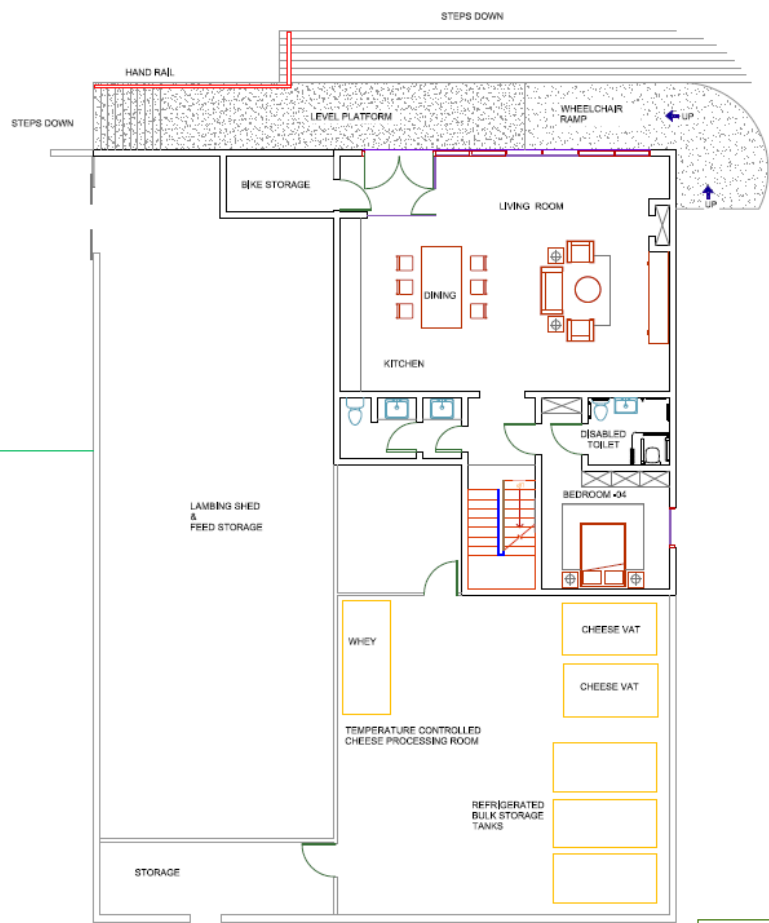 STEPS DOWN
HAND RAIL
STEPS DOWN
LEVEL PLATFORM
WHEELCHAIR
RAMP
UP
UP
BIKE STORAGE
LIVING ROOM
DINING
KITCHEN
DISABLED
TOILET
BEDROOM -04
LAMBING SHED
&
FEED STORAGE
WHEY
CHEESE VAT
CHEESE VAT
TEMPERATURE CONTROLLED
CHEESE PROCESSING ROOM
REFRIGERATED
BULK STORAGE
TANKS
STORAGE